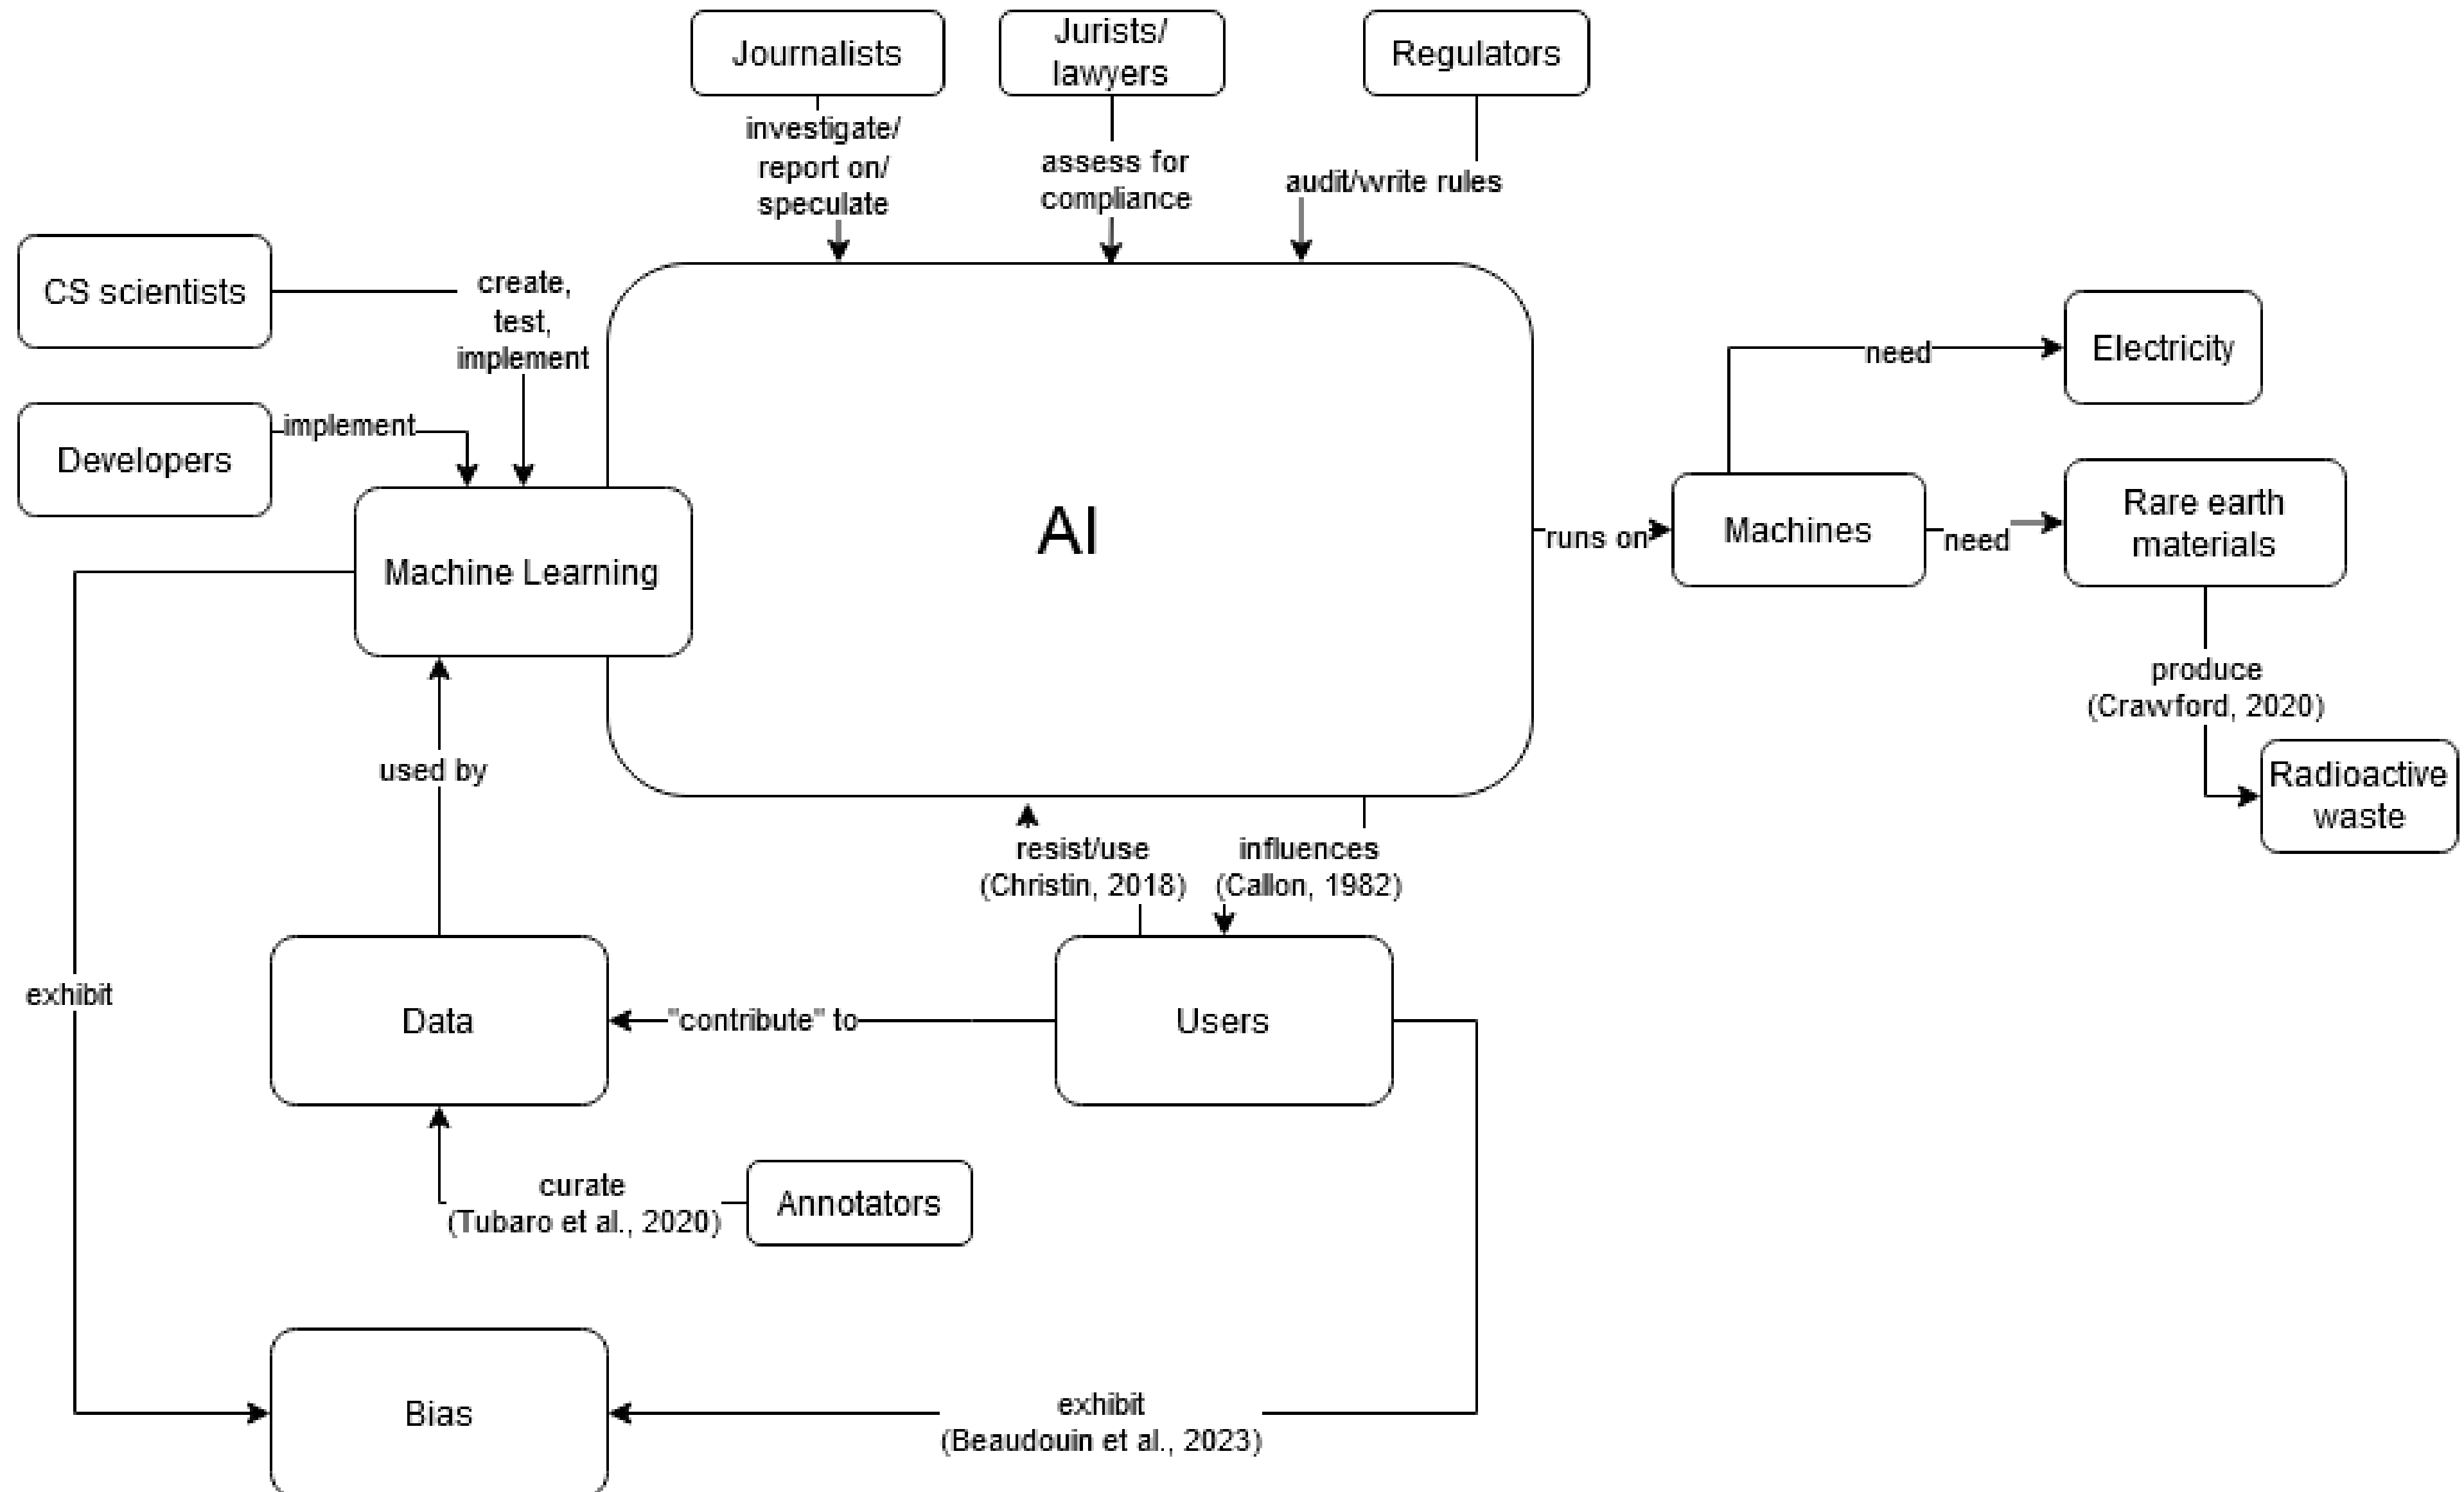 Journalists
Jurists/
lawyers
Regulators
investigate/
report on/
speculate
assess for
compliance
audit/write rules
CS scientists
create,
test,
implement
Developers
implement
Machine Learning
AI
runs on
Machines
need
Electricity
need
Rare earth
materials
produce
(Crawford, 2020)
Radioactive
waste
used by
resist/use
(Christin, 2018)
influences
(Callon, 1982)
exhibit
Data
"contribute" to
Users
curate
(Tubaro et al., 2020)
Annotators
Bias
exhibit
(Beaudouin et al., 2023)